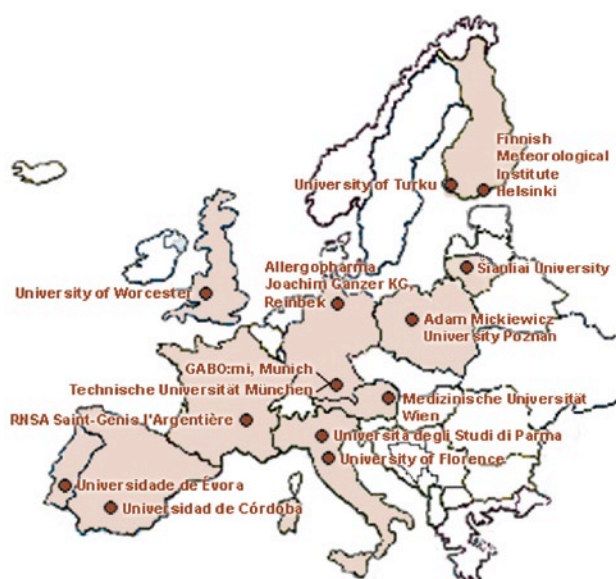 Finnish
Meteorological
Institute
Helsinki
University of Turku
Šiauliai University
Allergopharma
Joachim Ganzer KG
Reinbek
University of Worcester
Adam Mickiewicz
University Poznan
GABO:mi, Munich
Technische Universität München
Medizinische Universität
Wien
RNSA Saint-Genis l'Argentière
Università degli Studi di Parma
University of Florence
Universidade de Évora
Universidad de Córdoba